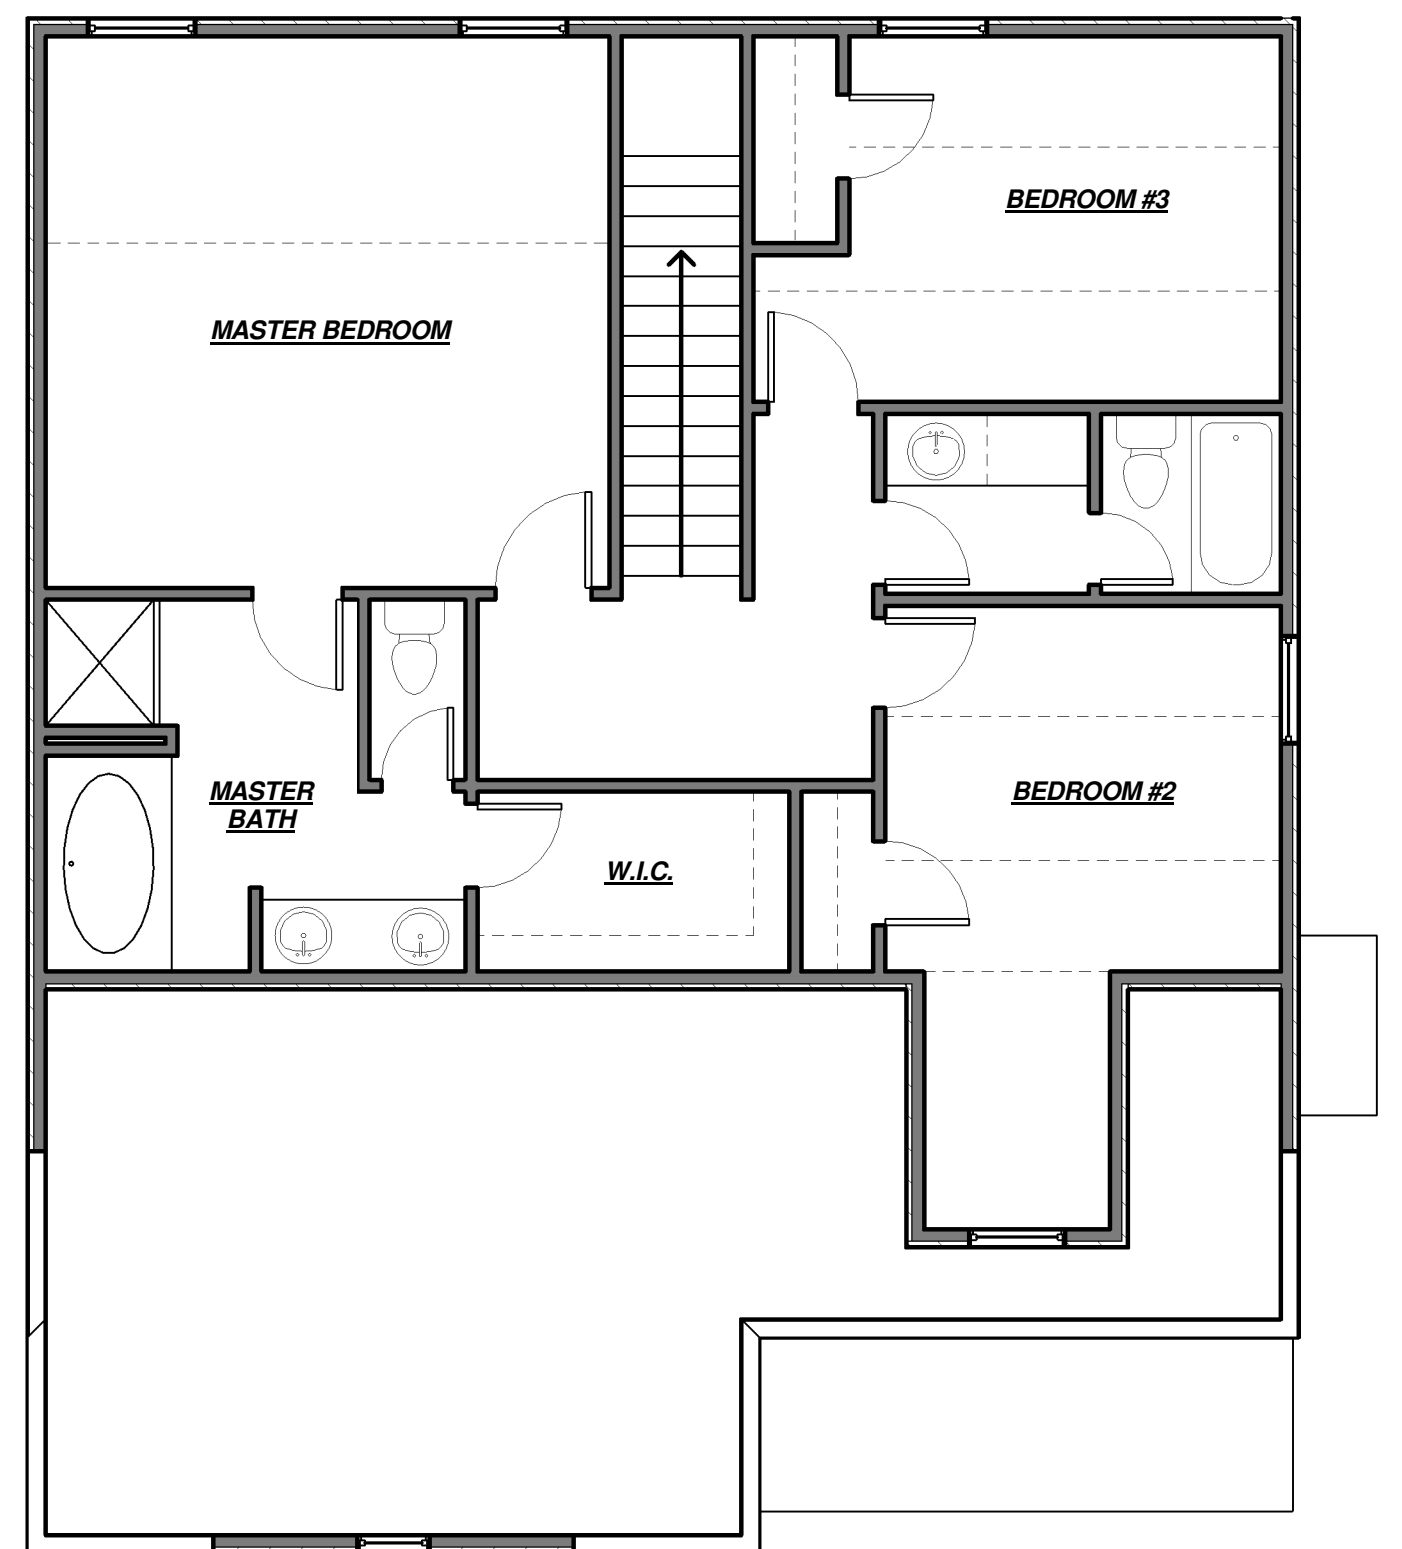 BEDROOM #3
MASTER BEDROOM
MASTER
BATH
BEDROOM #2
W.I.C.